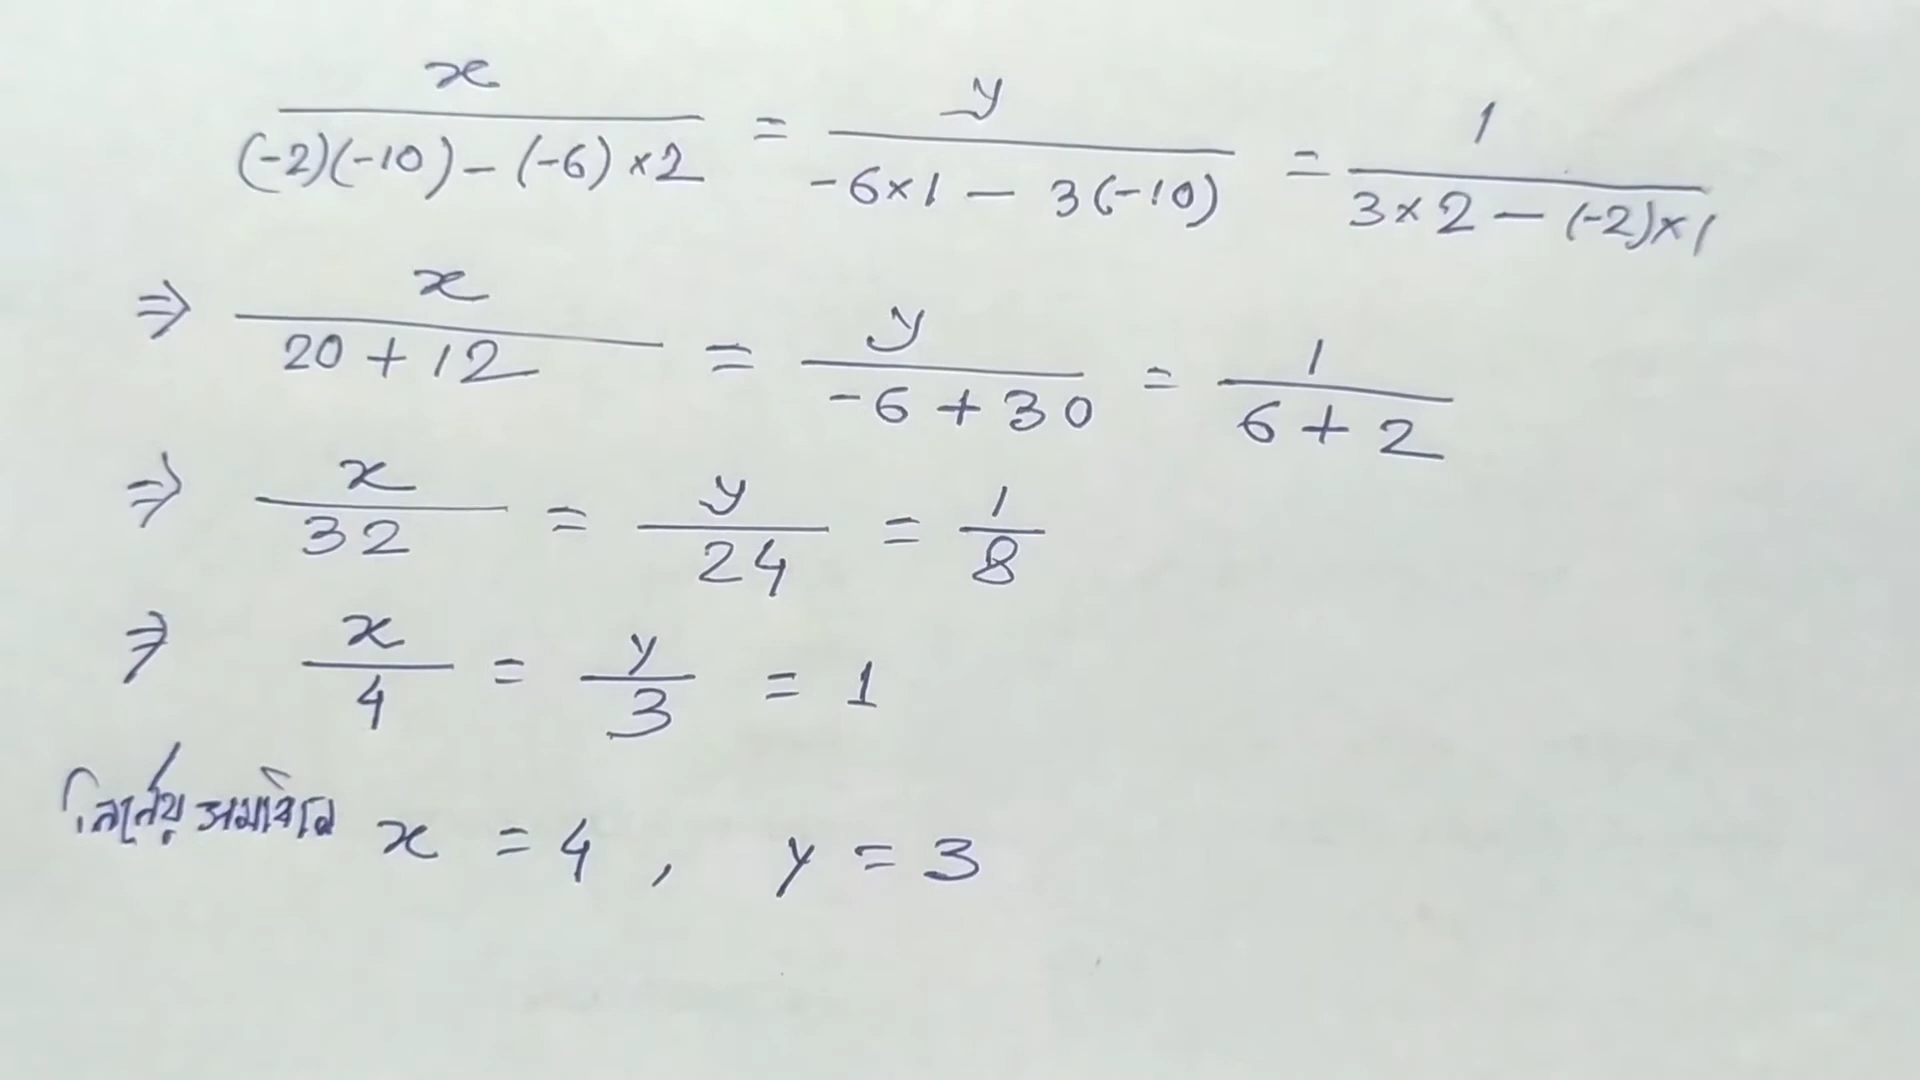 x/((-2)(-10) - (-6)×2) = y/(-6×1 - 3(-10)) = 1/(3×2 - (-2)×1)
⇒ x/(20 + 12) = y/(-6 + 30) = 1/(6 + 2)
⇒ x/32 = y/24 = 1/8
⇒ x/4 = y/3 = 1
নির্ণেয় সমাধান x = 4, y = 3